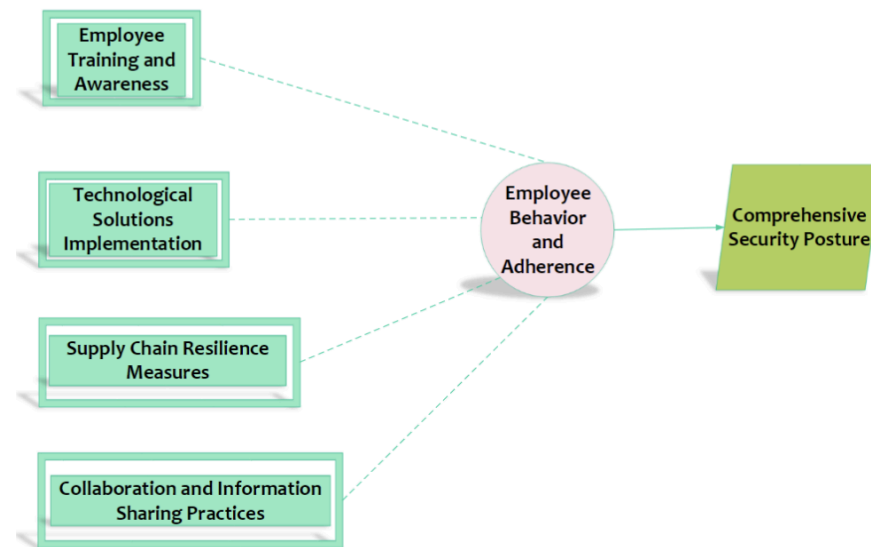 Employee
Training and
Awareness
Technological
Solutions
Implementation
Supply Chain Resilience
Measures
Collaboration and Information
Sharing Practices
Employee
Behavior
and
Adherence
Comprehensive
Security Posture